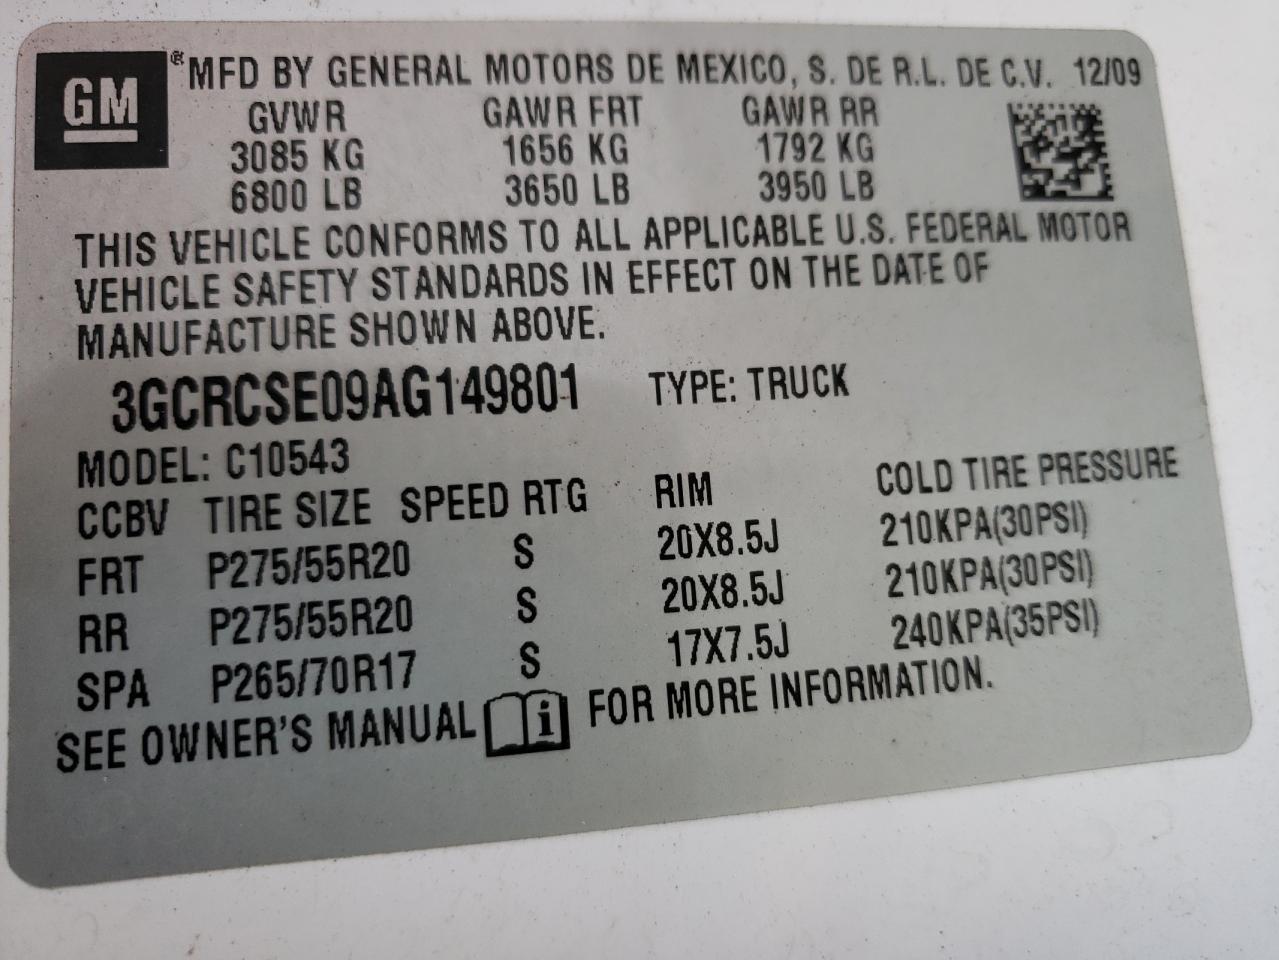 GM ® MFD BY GENERAL MOTORS DE MEXICO, S. DE R.L. DE C.V. 12/09
GVWR GAWR FRT GAWR RR
3085 KG 1656 KG 1792 KG
6800 LB 3650 LB 3950 LB
THIS VEHICLE CONFORMS TO ALL APPLICABLE U.S. FEDERAL MOTOR
VEHICLE SAFETY STANDARDS IN EFFECT ON THE DATE OF
MANUFACTURE SHOWN ABOVE.
3GCRCSE09AG149801 TYPE: TRUCK
MODEL: C10543
CCBV TIRE SIZE SPEED RTG RIM COLD TIRE PRESSURE
FRT P275/55R20 S 20X8.5J 210KPA(30PSI)
RR P275/55R20 S 20X8.5J 210KPA(30PSI)
SPA P265/70R17 S 17X7.5J 240KPA(35PSI)
SEE OWNER'S MANUAL i FOR MORE INFORMATION.